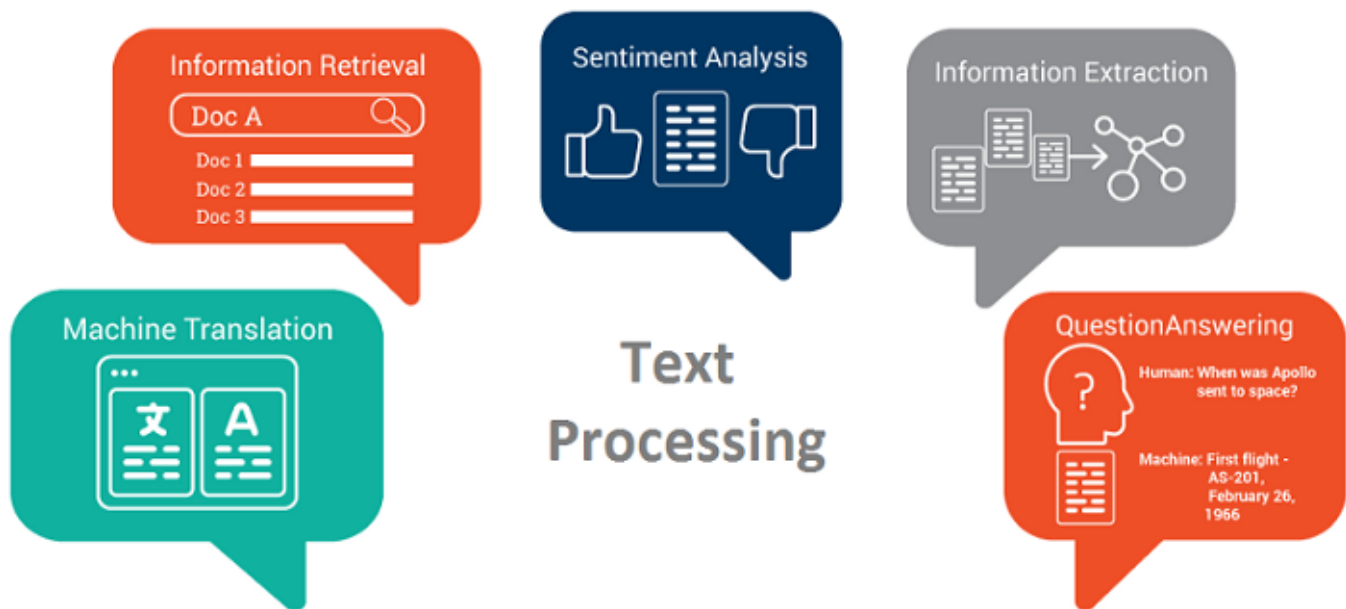 Information Retrieval
Doc A
Doc 1
Doc 2
Doc 3
Sentiment Analysis
Information Extraction
Machine Translation
文 A
Text
Processing
QuestionAnswering
?
Human: When was Apollo
sent to space?
Machine: First flight -
AS-201,
February 26,
1966